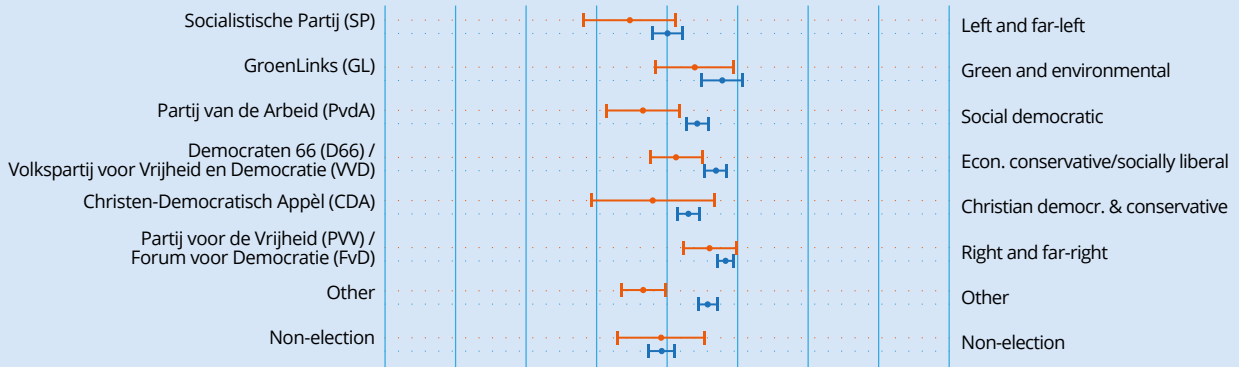 Socialistische Partij (SP)
Left and far-left
GroenLinks (GL)
Green and environmental
Partij van de Arbeid (PvdA)
Social democratic
Democraten 66 (D66) /
Volkspartij voor Vrijheid en Democratie (VVD)
Econ. conservative/socially liberal
Christen-Democratisch Appèl (CDA)
Christian democr. & conservative
Partij voor de Vrijheid (PVV) /
Forum voor Democratie (FvD)
Right and far-right
Other
Other
Non-election
Non-election